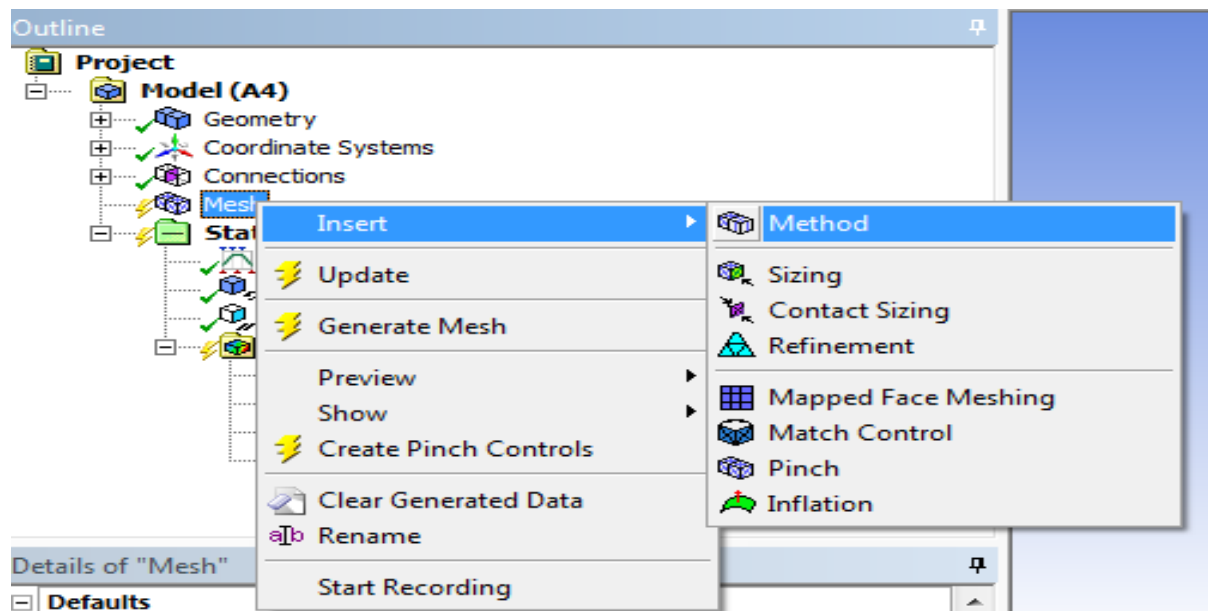 Outline
Project
Model (A4)
Geometry
Coordinate Systems
Connections
Mesh
Insert
Update
Generate Mesh
Preview
Show
Create Pinch Controls
Clear Generated Data
a b Rename
Start Recording
Method
Sizing
Contact Sizing
Refinement
Mapped Face Meshing
Match Control
Pinch
Inflation
Details of "Mesh"
Defaults